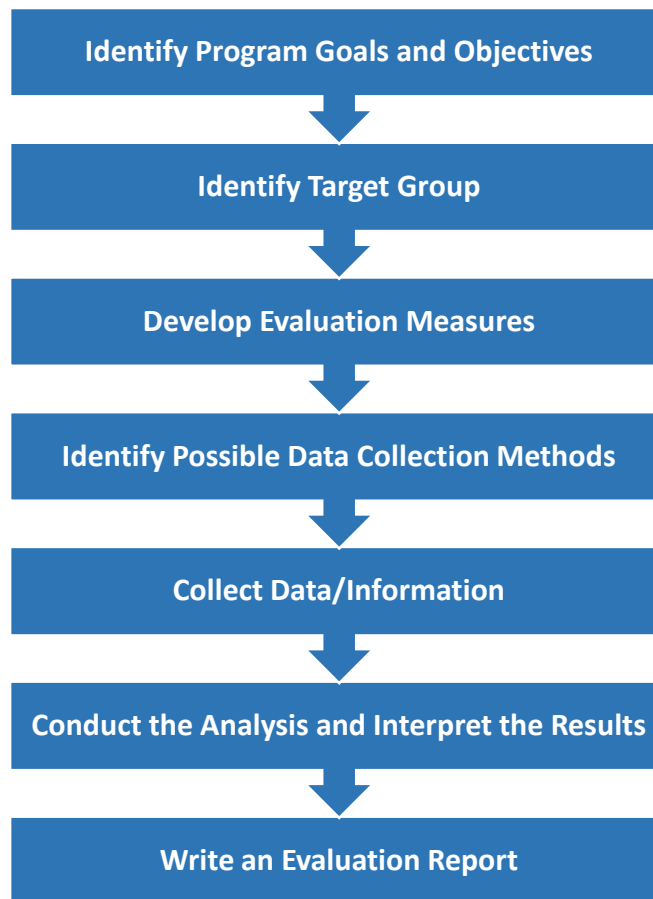 Identify Program Goals and Objectives
Identify Target Group
Develop Evaluation Measures
Identify Possible Data Collection Methods
Collect Data/Information
Conduct the Analysis and Interpret the Results
Write an Evaluation Report